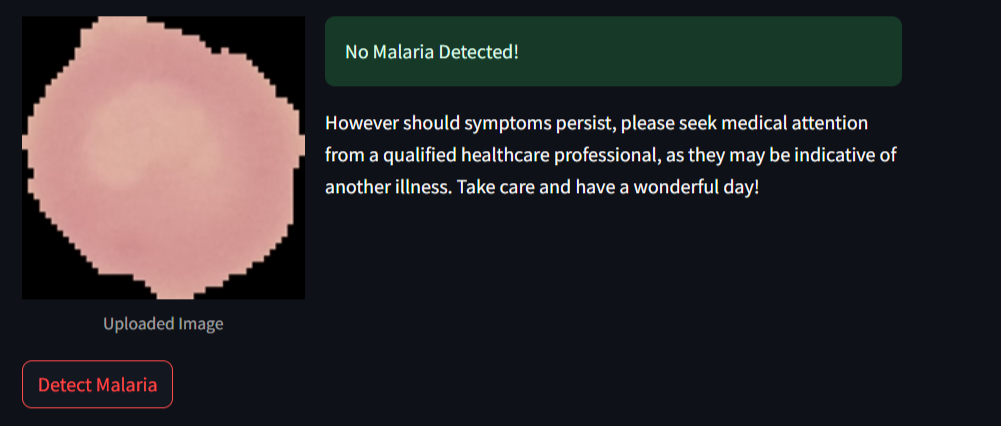 No Malaria Detected!
However should symptoms persist, please seek medical attention
from a qualified healthcare professional, as they may be indicative of
another illness. Take care and have a wonderful day!
Uploaded Image
Detect Malaria